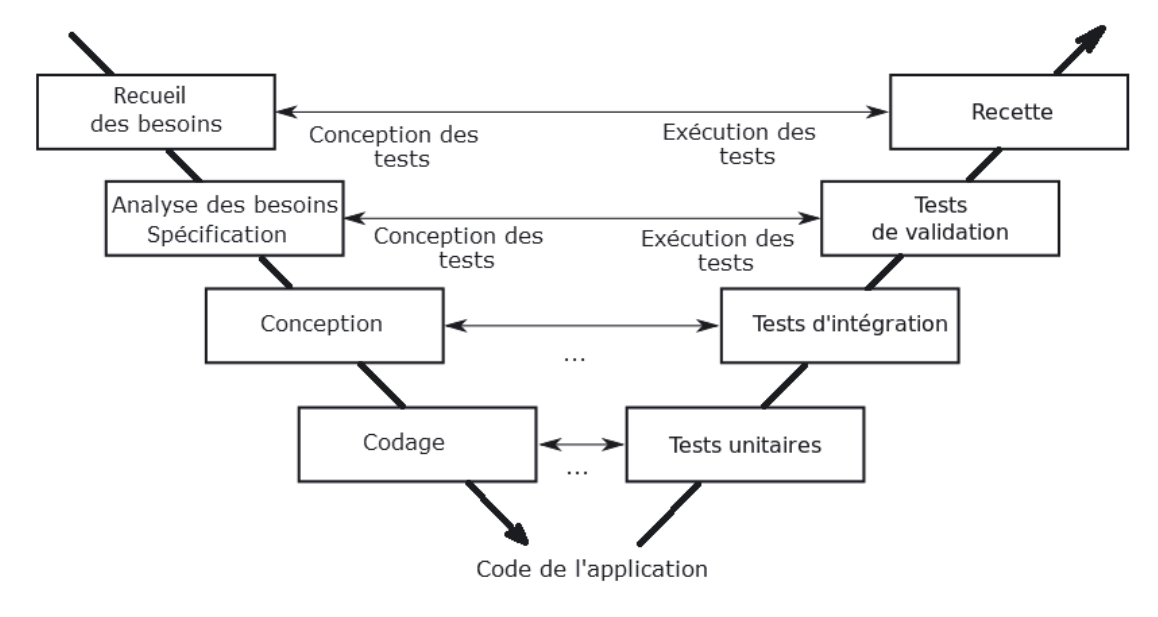 Recueil
des besoins
Recette
Conception des
tests
Exécution des
tests
Analyse des besoins
Spécification
Tests
de validation
Conception des
tests
Exécution des
tests
Conception
Tests d'intégration
...
Codage
Tests unitaires
...
Code de l'application